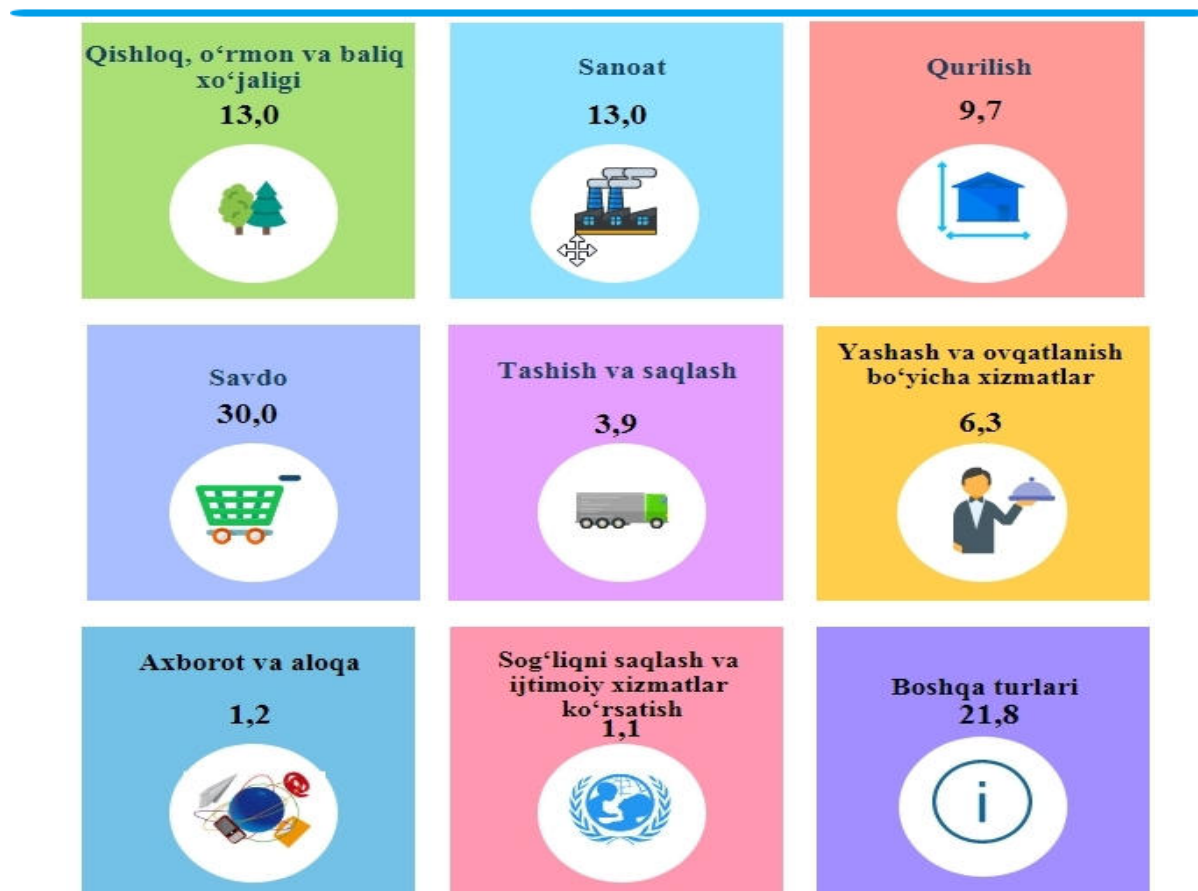 Qishloq, o‘rmon va baliq
xo‘jaligi
13,0
Sanoat
13,0
Qurilish
9,7
Savdo
30,0
Tashish va saqlash
3,9
Yashash va ovqatlanish
bo‘yicha xizmatlar
6,3
Axborot va aloqa
1,2
Sog‘liqni saqlash va
ijtimoiy xizmatlar
ko‘rsatish
1,1
Boshqa turlari
21,8
i